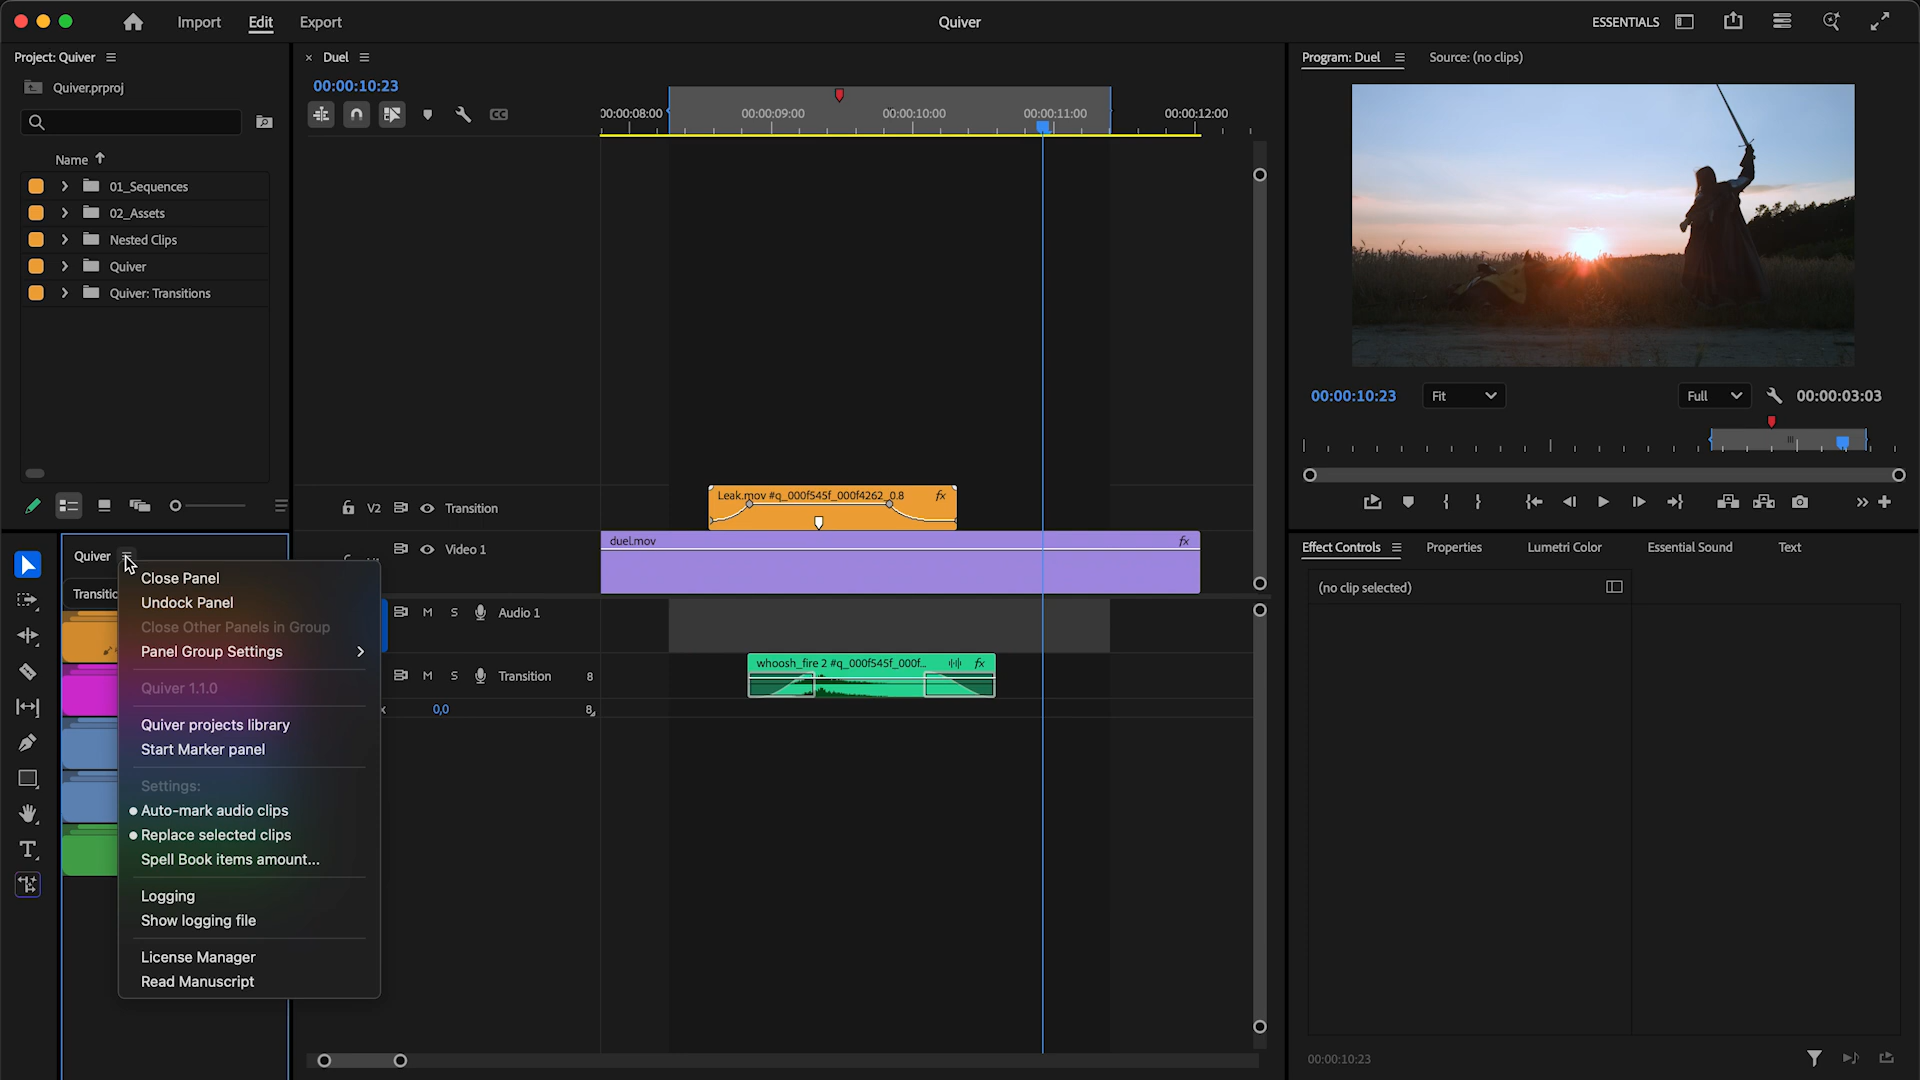 Import
Edit
Export
Quiver
ESSENTIALS
Project: Quiver
Quiver.prproj
Name
01_Sequences
02_Assets
Nested Clips
Quiver
Quiver: Transitions
Duel
00:00:10:23
CC
00:00:08:00
00:00:09:00
00:00:10:00
00:00:11:00
00:00:12:00
V2
Transition
Leak.mov #q_000f545f_000f4262_0.8
fx
Video 1
duel.mov
fx
M
S
Audio 1
M
S
Transition
8
whoosh_fire 2 #q_000f545f_000f...
fx
0,0
8
Program: Duel
Source: (no clips)
00:00:10:23
Fit
Full
00:00:03:03
Effect Controls
Properties
Lumetri Color
Essential Sound
Text
(no clip selected)
00:00:10:23
Quiver
Transitio
T
Close Panel
Undock Panel
Close Other Panels in Group
Panel Group Settings
Quiver 1.1.0
Quiver projects library
Start Marker panel
Settings:
Auto-mark audio clips
Replace selected clips
Spell Book items amount...
Logging
Show logging file
License Manager
Read Manuscript